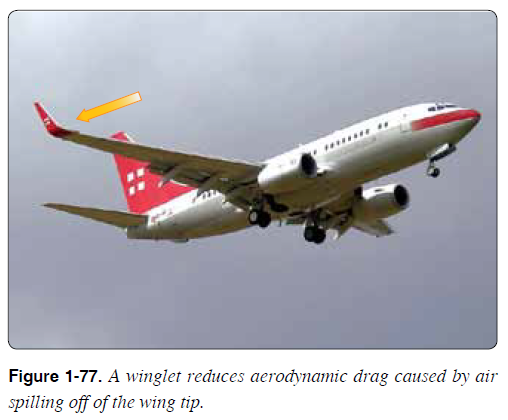 Figure 1-77. A winglet reduces aerodynamic drag caused by air
spilling off of the wing tip.